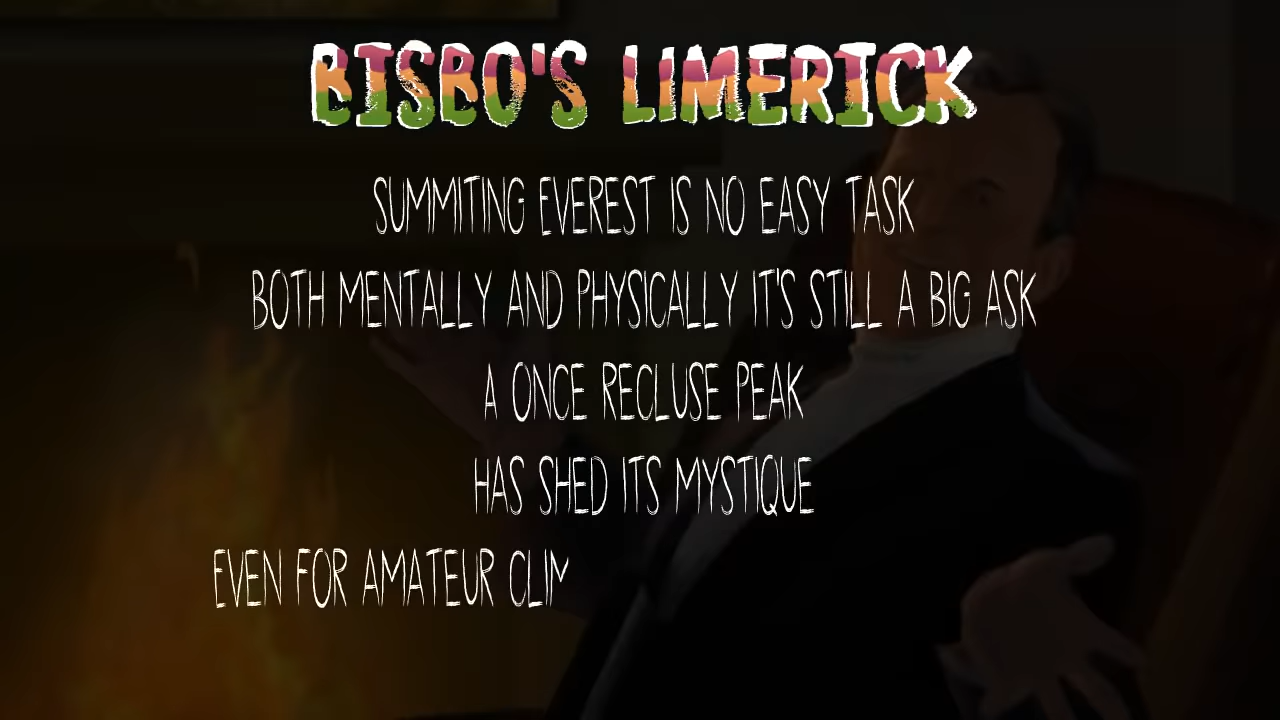 BISBO'S LIMERICK
SUMMITING EVEREST IS NO EASY TASK
BOTH MENTALLY AND PHYSICALLY IT'S STILL A BIG ASK
A ONCE RECLUSE PEAK
HAS SHED ITS MYSTIQUE
EVEN FOR AMATEUR